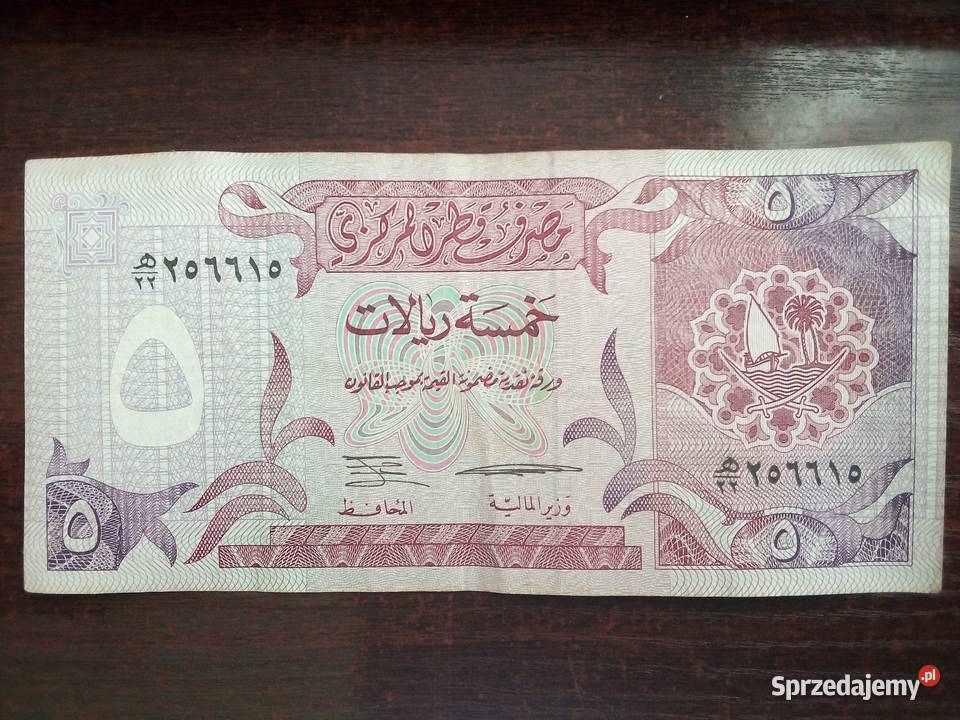 مصرف قطر المركزي
٥
هـ/٢٢ ٢٥٦٦١٥
خمسة ريالات
ورقة نقدية مضمونة القيمة بموجب القانون
٥
هـ/٢٢ ٢٥٦٦١٥
وزير المالية
المحافظ
٥
٥
Sprzedajemy.pl